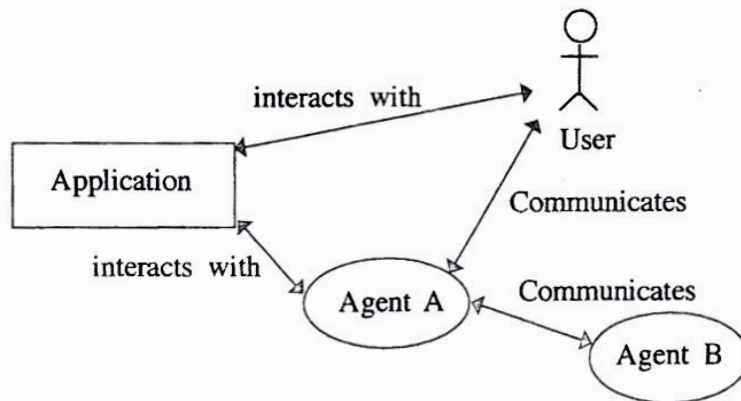 interacts with
User
Application
Communicates
interacts with
Agent A
Communicates
Agent B